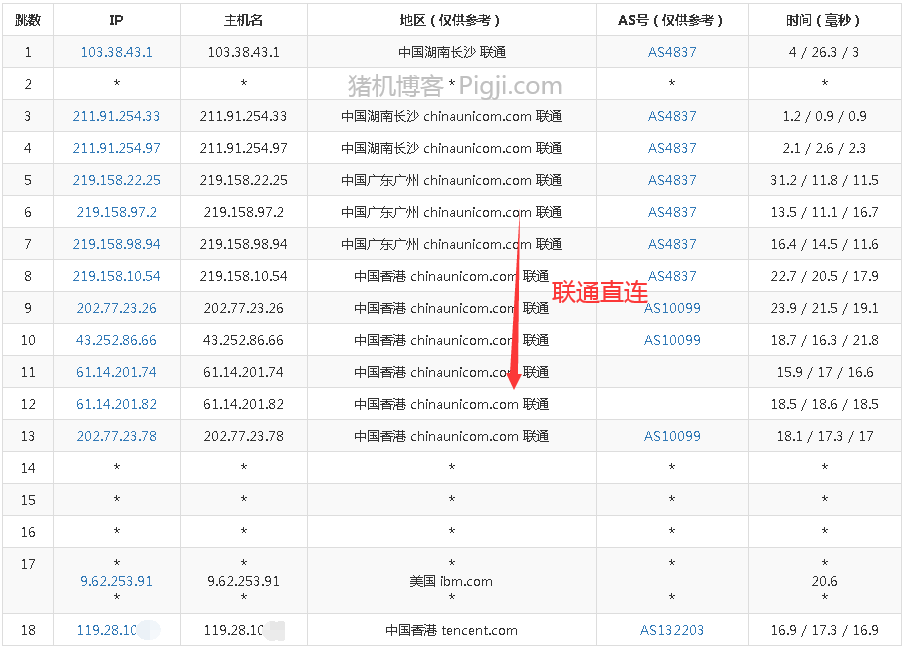 跳数 IP 主机名 地区（仅供参考） AS号（仅供参考） 时间（毫秒）
1 103.38.43.1 103.38.43.1 中国湖南长沙 联通 AS4837 4 / 26.3 / 3
2 * * * * *
猪机博客 Pigji.com
3 211.91.254.33 211.91.254.33 中国湖南长沙 chinaunicom.com 联通 AS4837 1.2 / 0.9 / 0.9
4 211.91.254.97 211.91.254.97 中国湖南长沙 chinaunicom.com 联通 AS4837 2.1 / 2.6 / 2.3
5 219.158.22.25 219.158.22.25 中国广东广州 chinaunicom.com 联通 AS4837 31.2 / 11.8 / 11.5
6 219.158.97.2 219.158.97.2 中国广东广州 chinaunicom.com 联通 AS4837 13.5 / 11.1 / 16.7
7 219.158.98.94 219.158.98.94 中国广东广州 chinaunicom.com 联通 AS4837 16.4 / 14.5 / 11.6
8 219.158.10.54 219.158.10.54 中国香港 chinaunicom.com 联通 AS4837 22.7 / 20.5 / 17.9
联通直连
9 202.77.23.26 202.77.23.26 中国香港 chinaunicom.com 联通 AS10099 23.9 / 21.5 / 19.1
10 43.252.86.66 43.252.86.66 中国香港 chinaunicom.com 联通 AS10099 18.7 / 16.3 / 21.8
11 61.14.201.74 61.14.201.74 中国香港 chinaunicom.com 联通 15.9 / 17 / 16.6
12 61.14.201.82 61.14.201.82 中国香港 chinaunicom.com 联通 18.5 / 18.6 / 18.5
13 202.77.23.78 202.77.23.78 中国香港 chinaunicom.com 联通 AS10099 18.1 / 17.3 / 17
14 * * * * *
15 * * * * *
16 * * * * *
17 * * * * *
9.62.253.91 9.62.253.91 美国 ibm.com 20.6
* * * * *
18 119.28.10 119.28.10 中国香港 tencent.com AS132203 16.9 / 17.3 / 16.9